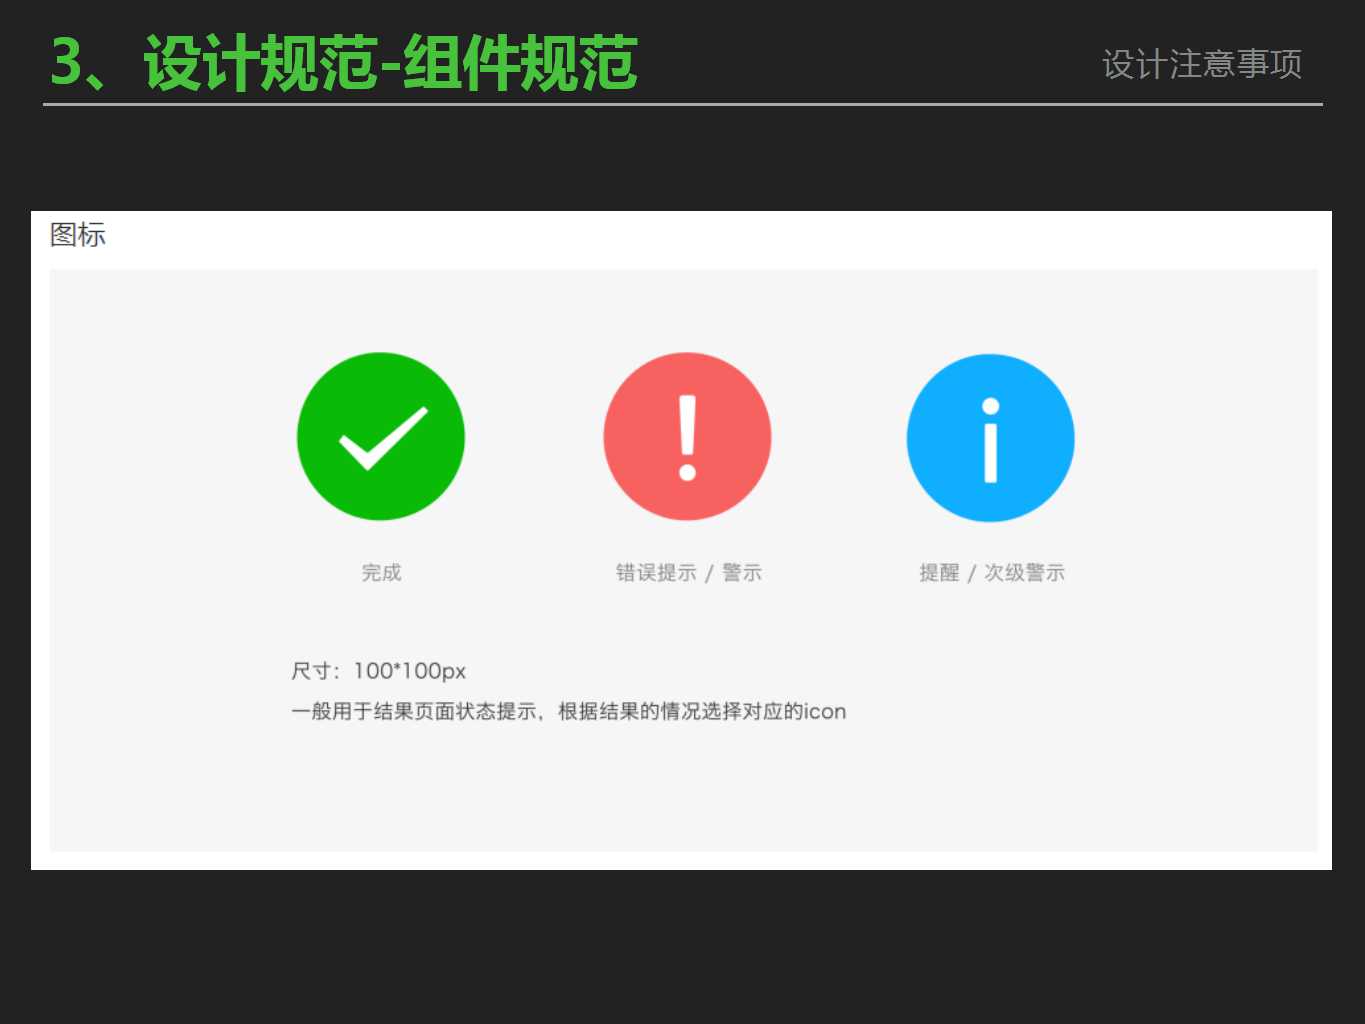 3、设计规范-组件规范
设计注意事项
图标
完成
错误提示 / 警示
提醒 / 次级警示
尺寸：100*100px
一般用于结果页面状态提示，根据结果的情况选择对应的icon